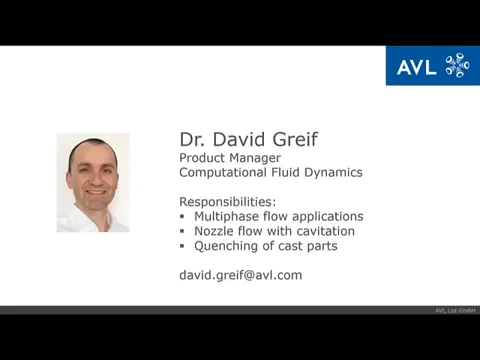 AVL
Dr. David Greif
Product Manager
Computational Fluid Dynamics
Responsibilities:
▪ Multiphase flow applications
▪ Nozzle flow with cavitation
▪ Quenching of cast parts
david.greif@avl.com
AVL List GmbH